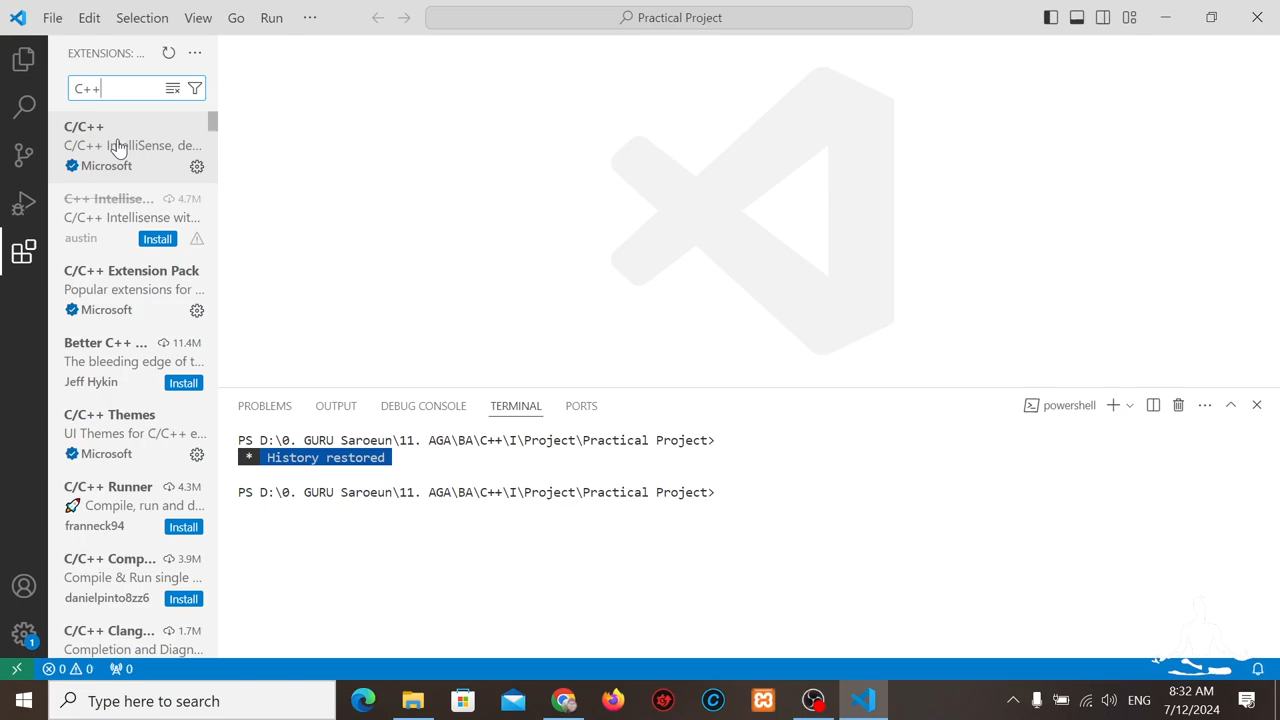 File Edit Selection View Go Run ···
Practical Project
EXTENSIONS: ...
C++
C/C++
C/C++ IntelliSense, de...
Microsoft
C++ Intellise... 4.7M
C/C++ Intellisense wit...
austin Install
C/C++ Extension Pack
Popular extensions for ...
Microsoft
Better C++ ... 11.4M
The bleeding edge of t...
Jeff Hykin Install
C/C++ Themes
UI Themes for C/C++ e...
Microsoft
C/C++ Runner 4.3M
Compile, run and d...
franneck94 Install
C/C++ Comp... 3.9M
Compile & Run single ...
danielpinto8zz6 Install
C/C++ Clang... 1.7M
Completion and Diagn...
PROBLEMS OUTPUT DEBUG CONSOLE TERMINAL PORTS
powershell
PS D:\0. GURU Saroeun\11. AGA\BA\C++\I\Project\Practical Project>
* History restored
PS D:\0. GURU Saroeun\11. AGA\BA\C++\I\Project\Practical Project>
1
0 0 0
Type here to search
ENG
8:32 AM
7/12/2024